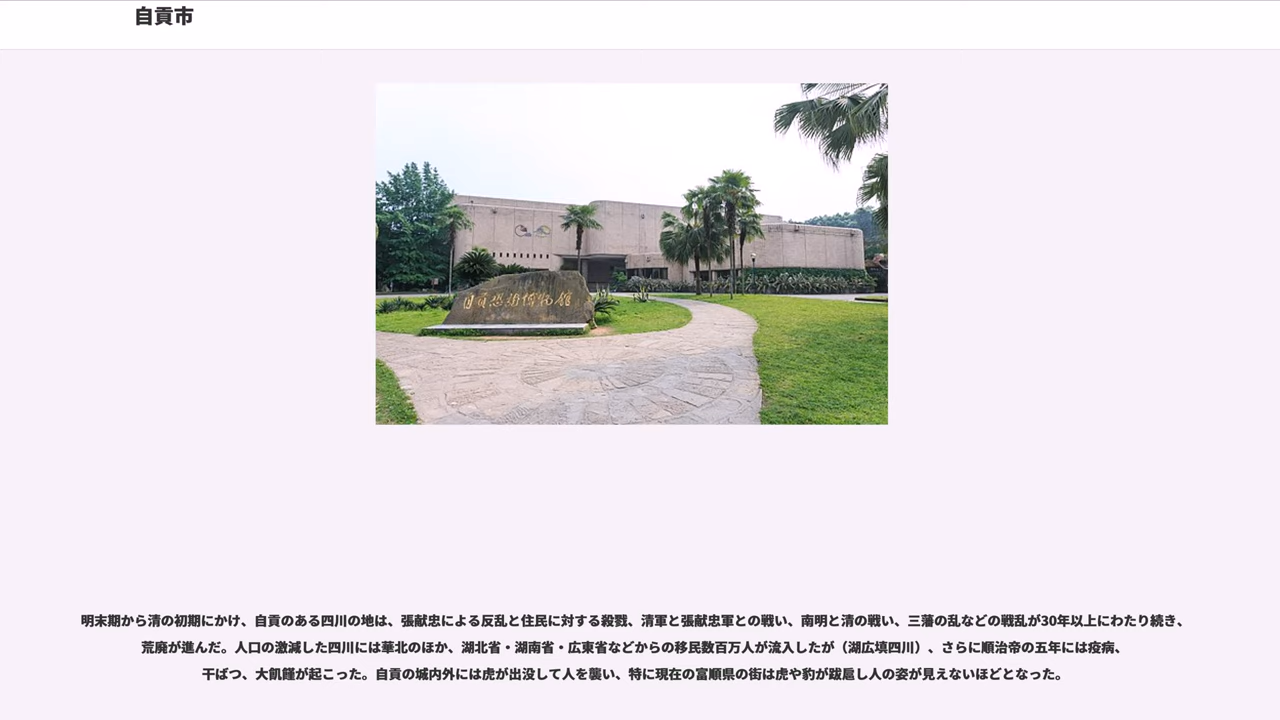 自貢市
自贡恐龙博物馆
明末期から清の初期にかけ、自貢のある四川の地は、張献忠による反乱と住民に対する殺戮、清軍と張献忠軍との戦い、南明と清の戦い、三藩の乱などの戦乱が30年以上にわたり続き、
荒廃が進んだ。人口の激減した四川には華北のほか、湖北省・湖南省・広東省などからの移民数百万人が流入したが（湖広填四川）、さらに順治帝の五年には疫病、
干ばつ、大飢饉が起こった。自貢の城内外には虎が出没して人を襲い、特に現在の富順県の街は虎や豹が跋扈し人の姿が見えないほどとなった。